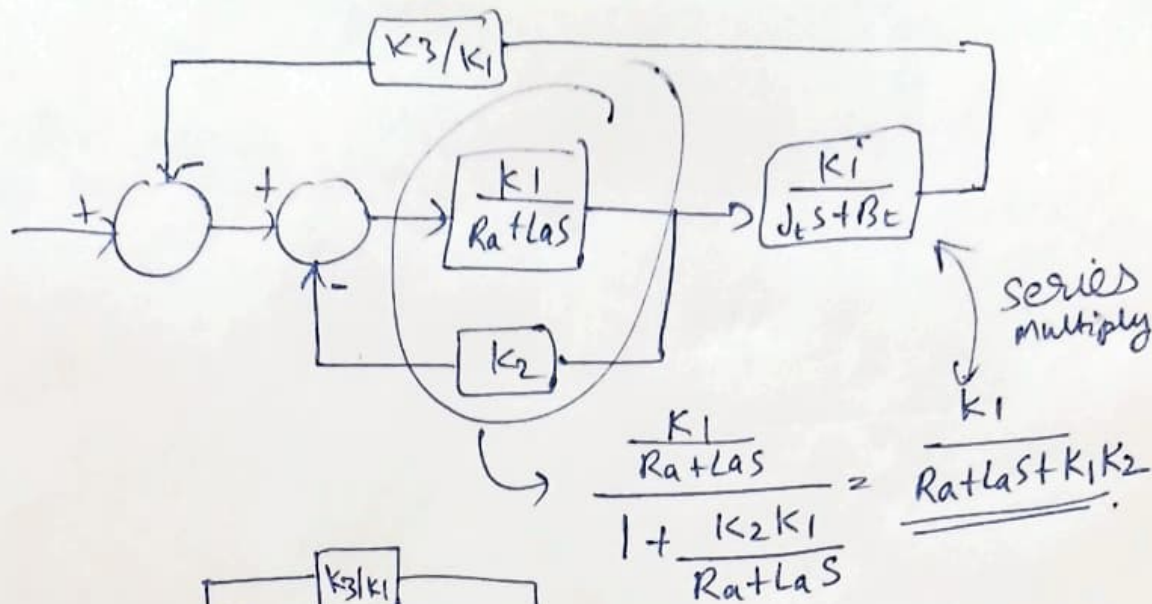 K3/K1
-
+
+
K1
Ra+LaS
Ki
JtS+Bt
-
K2
series
multiply
K1
Ra+LaS
1+ K2K1
Ra+LaS
=
K1
Ra+LaS+K1K2
.
K3/K1